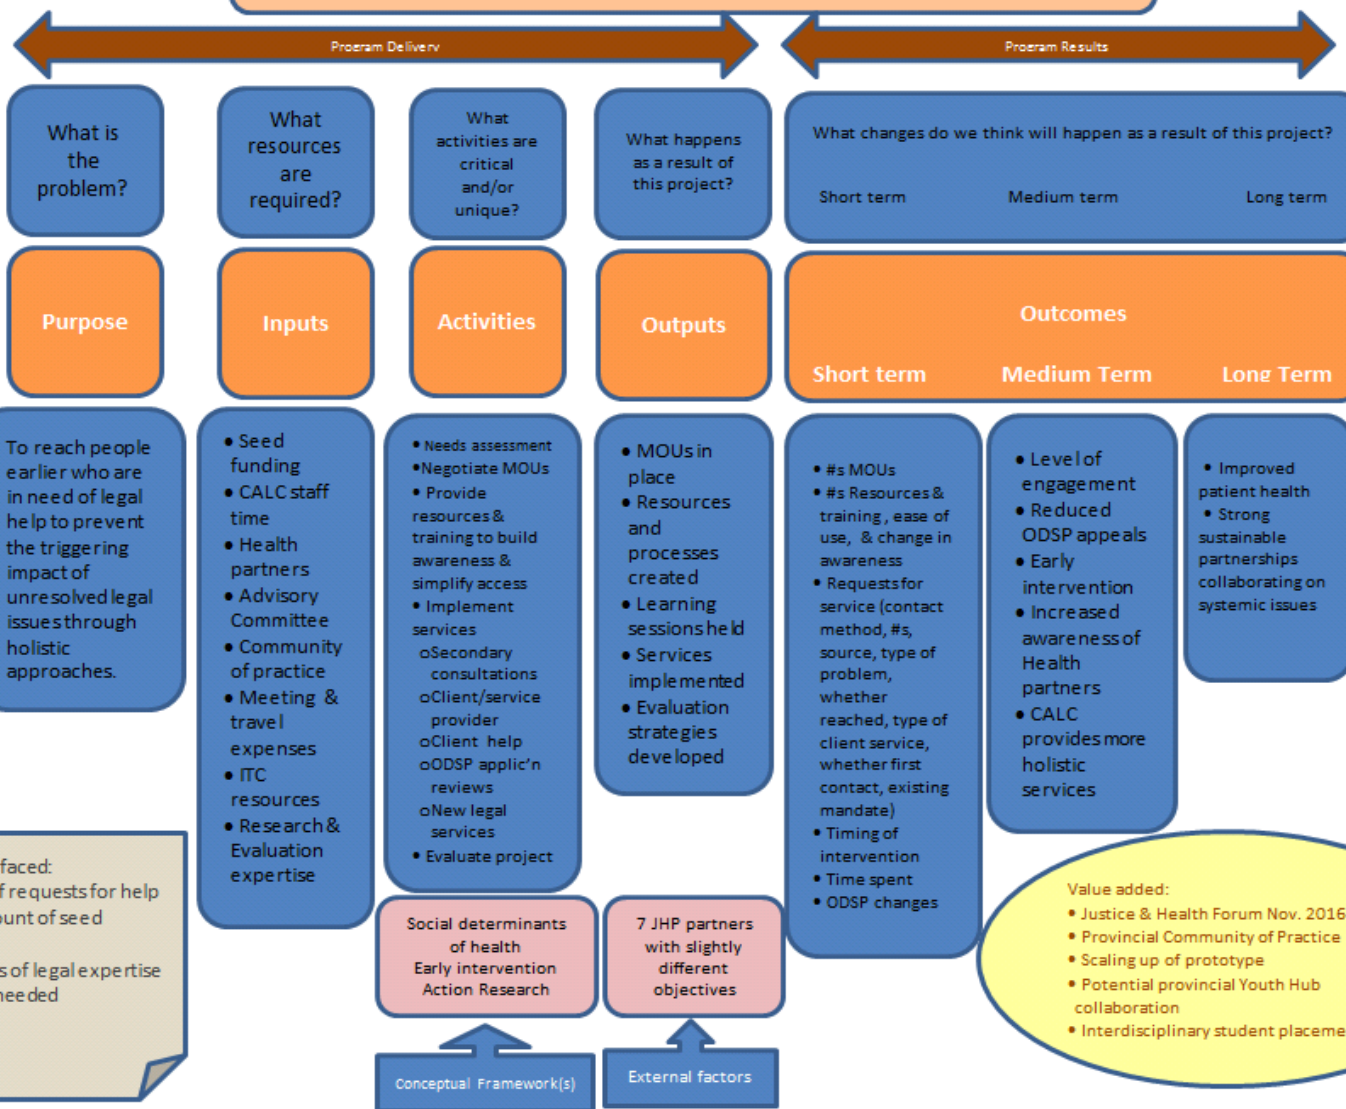 Program Delivery
Program Results
What is
the
problem?
What
resources
are
required?
What
activities are
critical
and/or
unique?
What happens
as a result of
this project?
What changes do we think will happen as a result of this project?
Short term
Medium term
Long term
Purpose
Inputs
Activities
Outputs
Outcomes
Short term
Medium Term
Long Term
To reach people
earlier who are
in need of legal
help to prevent
the triggering
impact of
unresolved legal
issues through
holistic
approaches.
• Seed
funding
• CALC staff
time
• Health
partners
• Advisory
Committee
• Community
of practice
• Meeting &
travel
expenses
• ITC
resources
• Research &
Evaluation
expertise
• Needs assessment
•Negotiate MOUs
• Provide
resources &
training to build
awareness &
simplify access
• Implement
services
oSecondary
consultations
oClient/service
provider
oClient help
oODSP applic'n
reviews
oNew legal
services
• Evaluate project
• MOUs in
place
• Resources
and
processes
created
• Learning
sessions held
• Services
implemented
• Evaluation
strategies
developed
• #s MOUs
• #s Resources &
training, ease of
use, & change in
awareness
• Requests for
service (contact
method, #s,
source, type of
problem,
whether
reached, type of
client service,
whether first
contact, existing
mandate)
• Timing of
intervention
• Time spent
• ODSP changes
• Level of
engagement
• Reduced
ODSP appeals
• Early
intervention
• Increased
awareness of
Health
partners
• CALC
provides more
holistic
services
• Improved
patient health
• Strong
sustainable
partnerships
collaborating on
systemic issues
faced:
f requests for help
ount of seed
s of legal expertise
needed
Social determinants
of health
Early intervention
Action Research
Conceptual Framework(s)
7 JHP partners
with slightly
different
objectives
External factors
Value added:
• Justice & Health Forum Nov. 2016
• Provincial Community of Practice
• Scaling up of prototype
• Potential provincial Youth Hub
collaboration
• Interdisciplinary student placeme